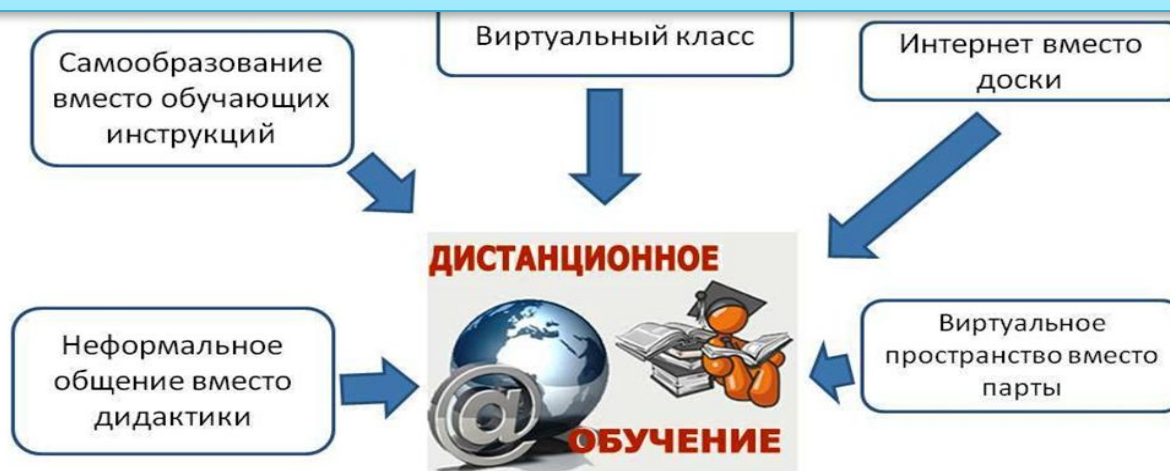 Самообразование
вместо обучающих
инструкций
Виртуальный класс
Интернет вместо
доски
ДИСТАНЦИОННОЕ
@
ОБУЧЕНИЕ
Неформальное
общение вместо
дидактики
Виртуальное
пространство вместо
парты